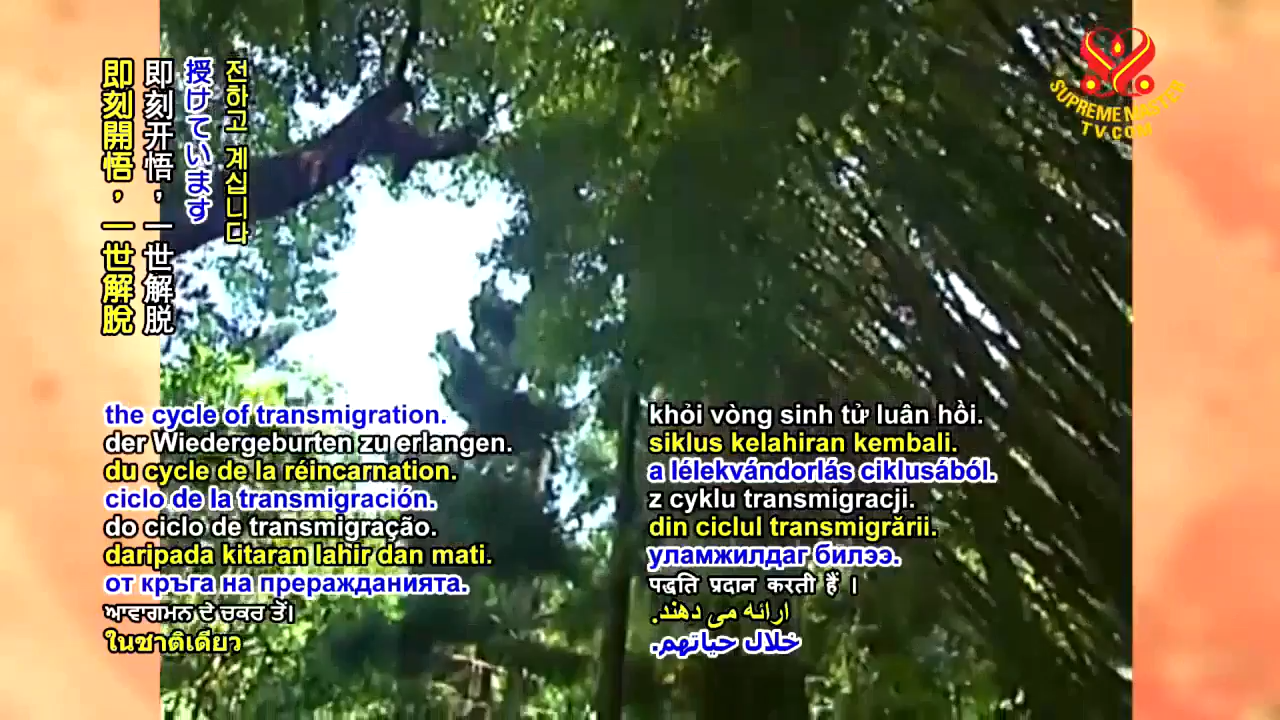 전하고 계십니다
授けています
即刻开悟，一世解脱
即刻開悟，一世解脫
SUPREME MASTER
TV.COM
the cycle of transmigration.
der Wiedergeburten zu erlangen.
du cycle de la réincarnation.
ciclo de la transmigración.
do ciclo de transmigração.
daripada kitaran lahir dan mati.
от кръга на преражданията.
ਆਵਾਗਮਨ ਦੇ ਚਕਰ ਤੋਂ।
ในชาติเดียว
khỏi vòng sinh tử luân hồi.
siklus kelahiran kembali.
a lélekvándorlás ciklusából.
z cyklu transmigracji.
din ciclul transmigrării.
уламжилдаг билээ.
पद्धति प्रदान करती हैं ।
ارائه می دهند.
خلال حياتهم.